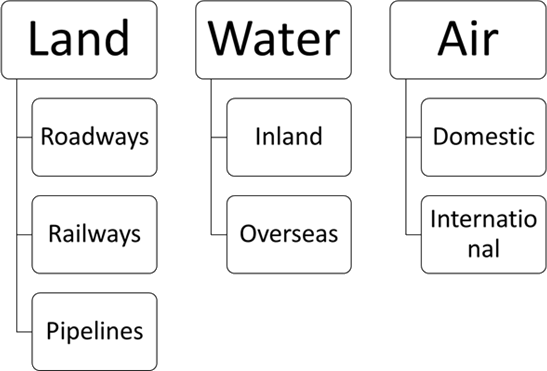 Land
Roadways
Railways
Pipelines
Water
Inland
Overseas
Air
Domestic
Internatio
nal